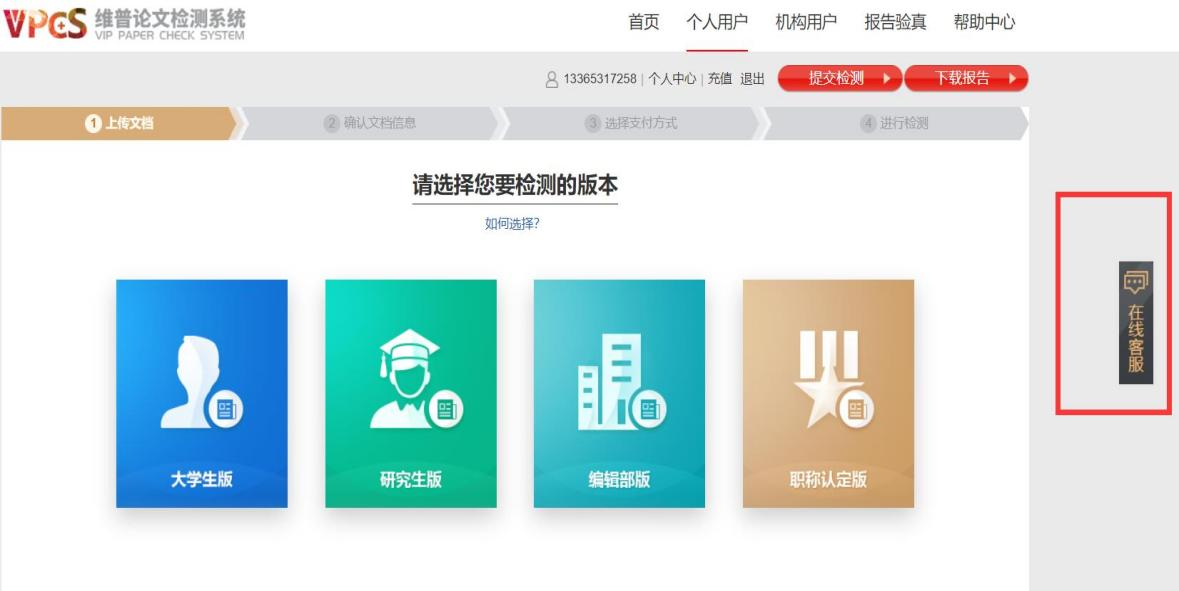 VPCS 维普论文检测系统
VIP PAPER CHECK SYSTEM
首页 个人用户 机构用户 报告验真 帮助中心
13365317258 | 个人中心 | 充值 退出 提交检测 下载报告
1 上传文档 2 确认文档信息 3 选择支付方式 4 进行检测
请选择您要检测的版本
如何选择?
在线客服
大学生版 研究生版 编辑部版 职称认定版